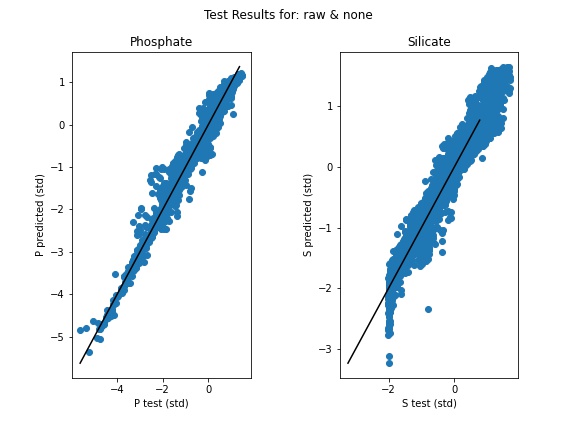 Test Results for: raw & none
Phosphate
Silicate
P predicted (std)
1
0
−1
−2
−3
−4
−5
−4
−2
0
P test (std)
S predicted (std)
1
0
−1
−2
−3
−2
0
S test (std)